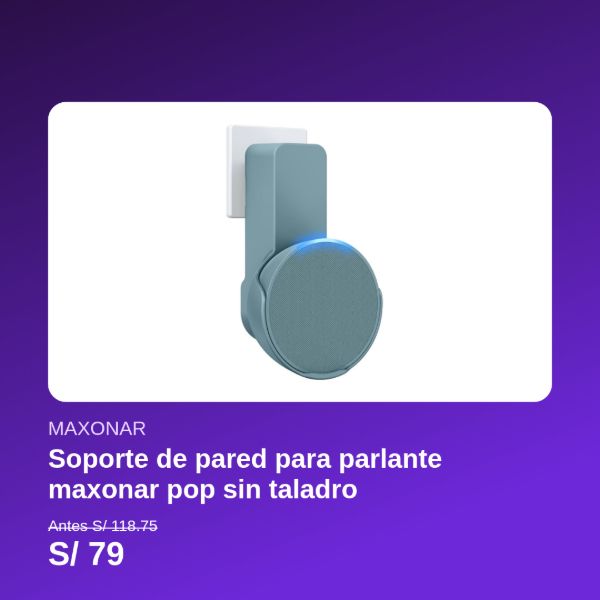 MAXONAR
Soporte de pared para parlante
maxonar pop sin taladro
Antes S/ 118.75
S/ 79